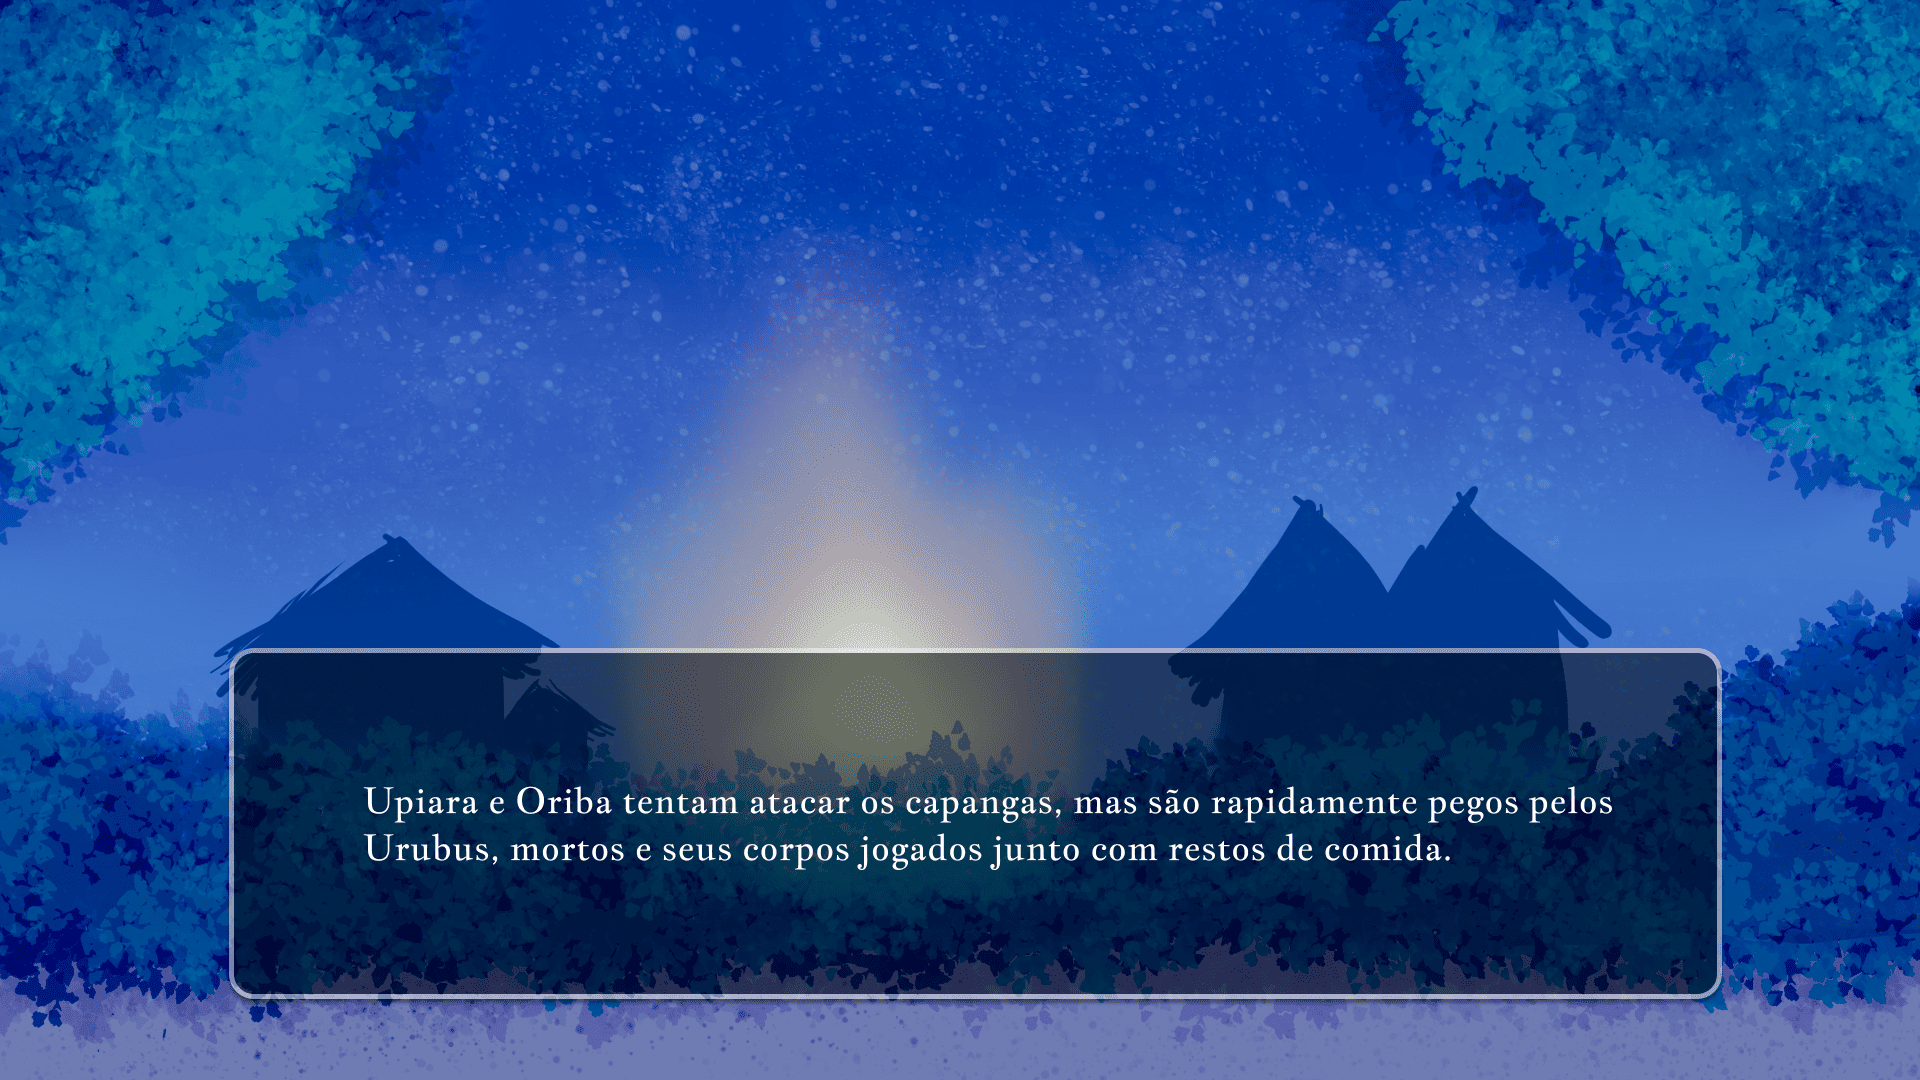 Upiara e Oriba tentam atacar os capangas, mas são rapidamente pegos pelos
Urubus, mortos e seus corpos jogados junto com restos de comida.